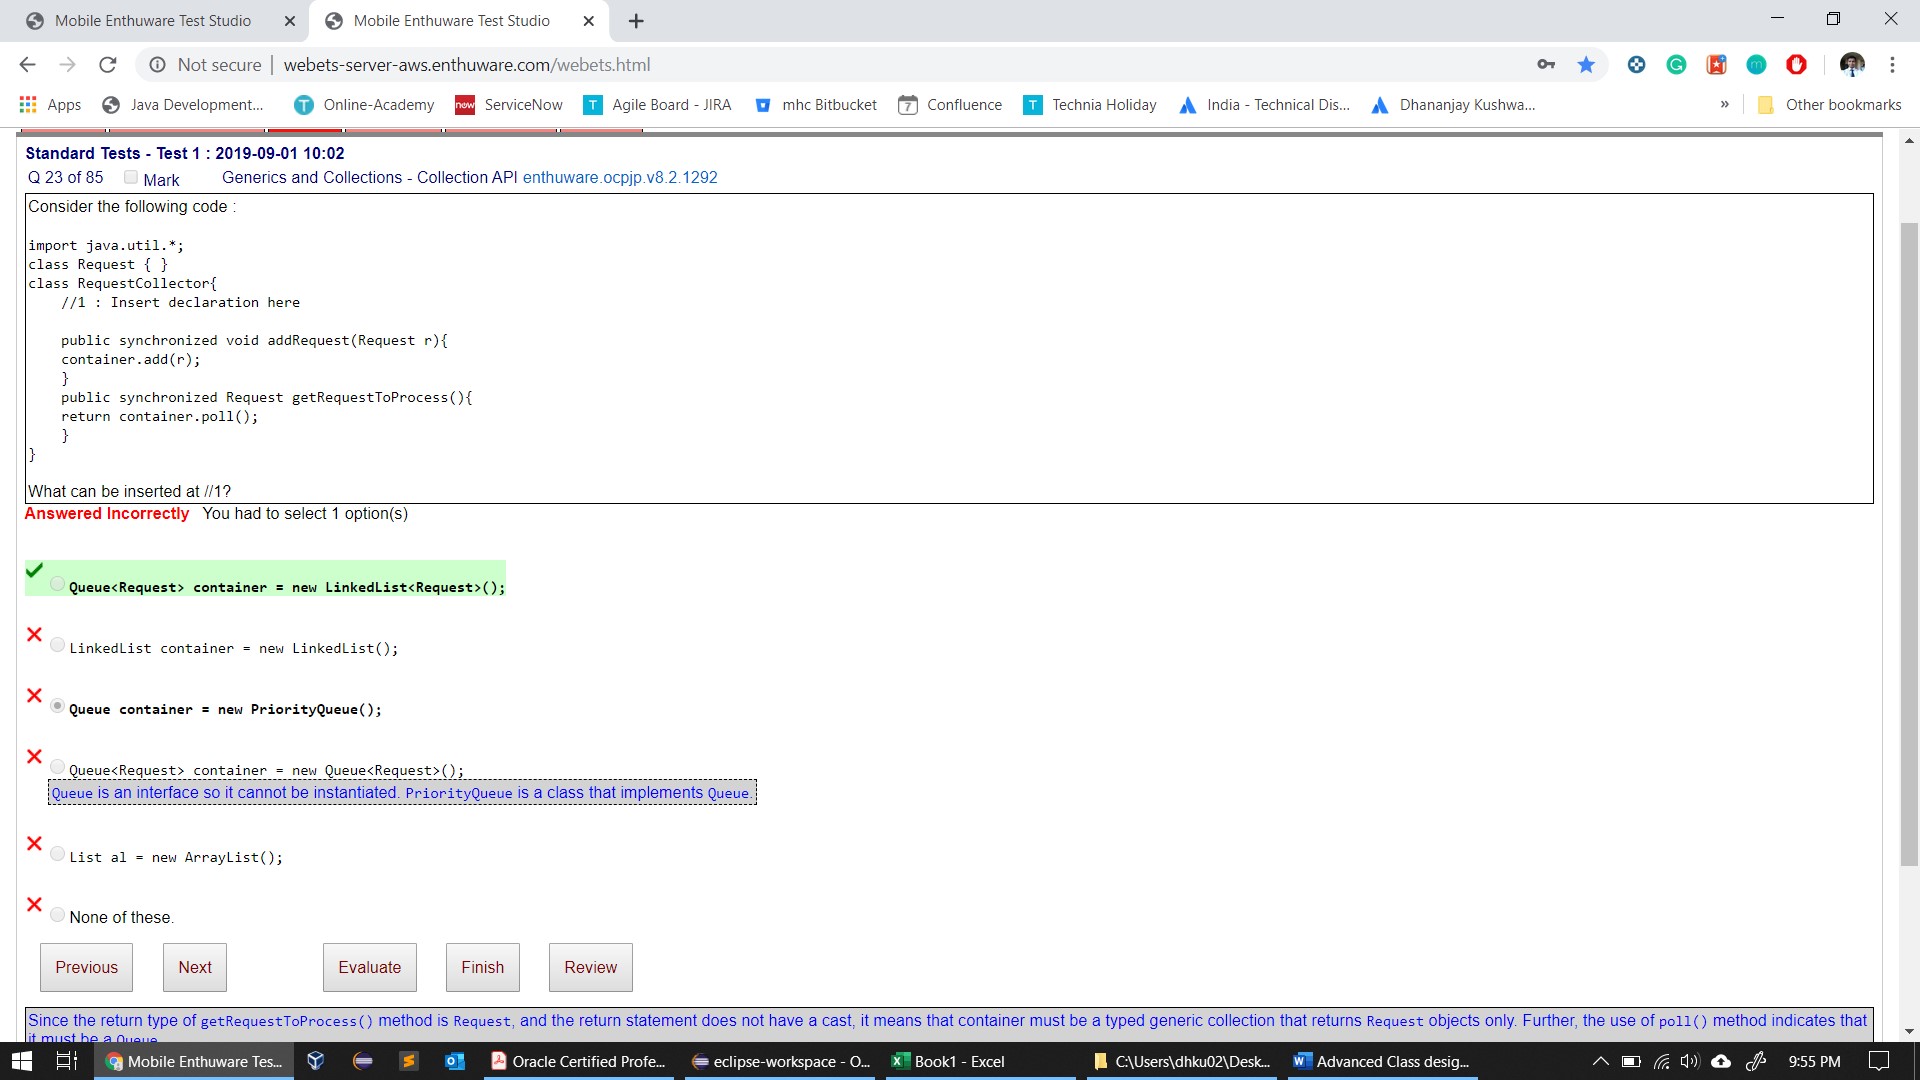 Mobile Enthuware Test Studio
Mobile Enthuware Test Studio
Not secure | webets-server-aws.enthuware.com/webets.html
Apps Java Development... Online-Academy ServiceNow Agile Board - JIRA mhc Bitbucket Confluence Technia Holiday India - Technical Dis... Dhananjay Kushwa... » Other bookmarks
Standard Tests - Test 1 : 2019-09-01 10:02
Q 23 of 85 Mark Generics and Collections - Collection API enthuware.ocpjp.v8.2.1292
Consider the following code :
import java.util.*;
class Request { }
class RequestCollector{
//1 : Insert declaration here
public synchronized void addRequest(Request r){
container.add(r);
}
public synchronized Request getRequestToProcess(){
return container.poll();
}
}
What can be inserted at //1?
Answered Incorrectly You had to select 1 option(s)
Queue<Request> container = new LinkedList<Request>();
LinkedList container = new LinkedList();
Queue container = new PriorityQueue();
Queue<Request> container = new Queue<Request>();
Queue is an interface so it cannot be instantiated. PriorityQueue is a class that implements Queue.
List al = new ArrayList();
None of these.
Previous Next Evaluate Finish Review
Since the return type of getRequestToProcess() method is Request, and the return statement does not have a cast, it means that container must be a typed generic collection that returns Request objects only. Further, the use of poll() method indicates that
it must be a Queue.
Mobile Enthuware Tes... Oracle Certified Profe... eclipse-workspace - O... Book1 - Excel C:\Users\dhku02\Desk... Advanced Class desig... 9:55 PM